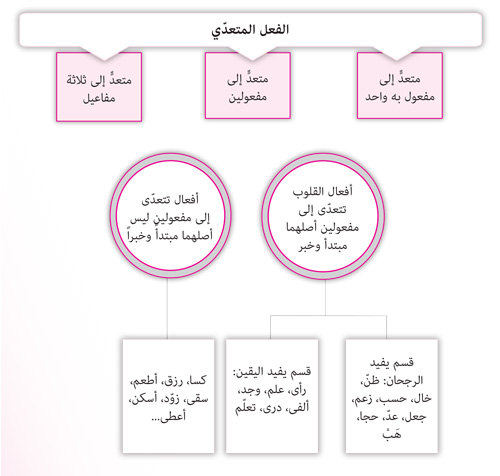 الفعل المتعدّي
متعدٍّ إلى
مفعول به واحد
متعدٍّ إلى
مفعولين
متعدٍّ إلى ثلاثة
مفاعيل
أفعال القلوب
تتعدّى إلى
مفعولين أصلهما
مبتدأ وخبر
أفعال تتعدّى
إلى مفعولين ليس
أصلهما مبتدأً وخبراً
قسم يفيد
الرجحان: ظنّ،
خال، حسب، زعم،
جعل، عدّ، حجا،
هَبْ
قسم يفيد اليقين:
رأى، علم، وجد،
ألفى، درى، تعلّم
كسا، رزق، أطعم،
سقى، زوّد، أسكن،
أعطى...